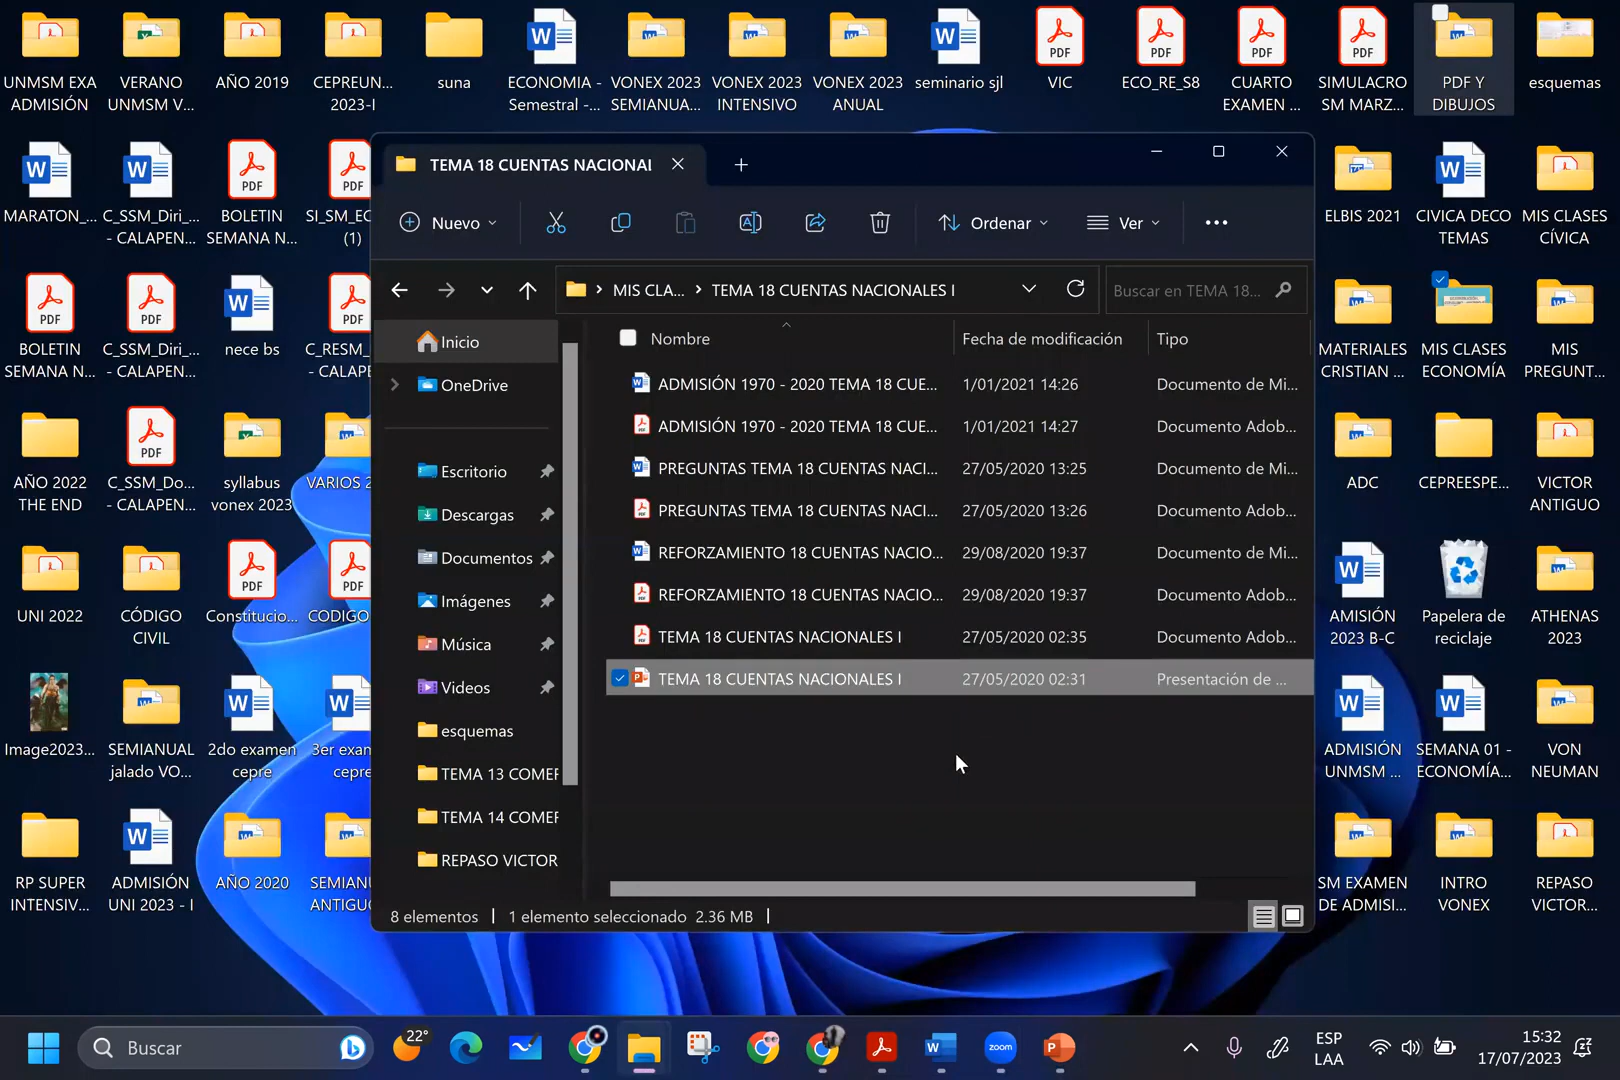 UNMSM EXA
ADMISIÓN
VERANO
UNMSM V...
AÑO 2019
CEPREUN...
2023-I
suna
ECONOMIA -
Semestral -...
VONEX 2023
SEMIANUA...
VONEX 2023
INTENSIVO
VONEX 2023
ANUAL
seminario sjl
VIC
ECO_RE_S8
CUARTO
EXAMEN ...
SIMULACRO
SM MARZ...
PDF Y
DIBUJOS
esquemas
MARATON_...
C_SSM_Diri_...
- CALAPEN...
BOLETIN
SEMANA N...
SI_SM_EC
(1)
ELBIS 2021
CIVICA DECO
TEMAS
MIS CLASES
CÍVICA
BOLETIN
SEMANA N...
C_SSM_Diri_...
- CALAPEN...
nece bs
C_RESM_
- CALAP
MATERIALES
CRISTIAN ...
MIS CLASES
ECONOMÍA
MIS
PREGUNT...
AÑO 2022
THE END
C_SSM_Do...
- CALAPEN...
syllabus
vonex 2023
VARIOS 2
ADC
CEPREESPE...
VICTOR
ANTIGUO
UNI 2022
CÓDIGO
CIVIL
Constitucio...
CODIGO
AMISIÓN
2023 B-C
Papelera de
reciclaje
ATHENAS
2023
Image2023...
SEMIANUAL
jalado VO...
2do examen
cepre
3er exam
cepre
ADMISIÓN
UNMSM ...
SEMANA 01 -
ECONOMÍA...
VON
NEUMAN
RP SUPER
INTENSIV...
ADMISIÓN
UNI 2023 - I
AÑO 2020
SEMIANU
ANTIGUO
SM EXAMEN
DE ADMISI...
INTRO
VONEX
REPASO
VICTOR...
TEMA 18 CUENTAS NACIONAL
Nuevo
Ordenar
Ver
MIS CLA... > TEMA 18 CUENTAS NACIONALES I
Buscar en TEMA 18...
Inicio
OneDrive
Escritorio
Descargas
Documentos
Imágenes
Música
Videos
esquemas
TEMA 13 COMER
TEMA 14 COMER
REPASO VICTOR
Nombre Fecha de modificación Tipo
ADMISIÓN 1970 - 2020 TEMA 18 CUE... 1/01/2021 14:26 Documento de Mi...
ADMISIÓN 1970 - 2020 TEMA 18 CUE... 1/01/2021 14:27 Documento Adob...
PREGUNTAS TEMA 18 CUENTAS NACI... 27/05/2020 13:25 Documento de Mi...
PREGUNTAS TEMA 18 CUENTAS NACI... 27/05/2020 13:26 Documento Adob...
REFORZAMIENTO 18 CUENTAS NACIO... 29/08/2020 19:37 Documento de Mi...
REFORZAMIENTO 18 CUENTAS NACIO... 29/08/2020 19:37 Documento Adob...
TEMA 18 CUENTAS NACIONALES I 27/05/2020 02:35 Documento Adob...
TEMA 18 CUENTAS NACIONALES I 27/05/2020 02:31 Presentación de ...
8 elementos | 1 elemento seleccionado 2.36 MB |
Buscar
22°
zoom
ESP
LAA
15:32
17/07/2023